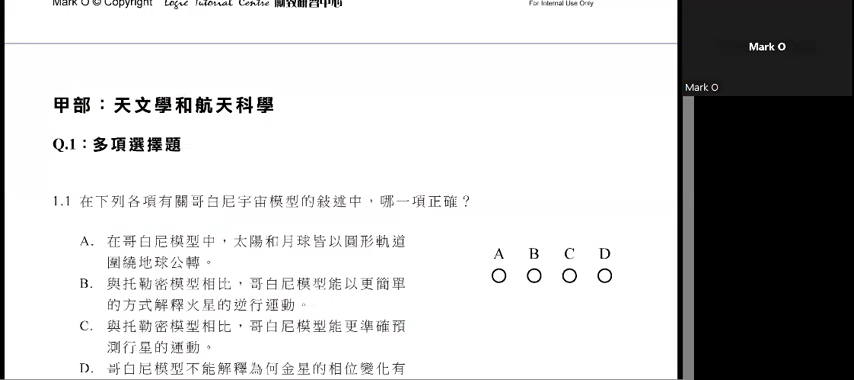 Mark O © Copyright Logic Tutorial Centre 邏致研習中心
For Internal Use Only
Mark O
Mark O
甲部：天文學和航天科學
Q.1：多項選擇題
1.1 在下列各項有關哥白尼宇宙模型的敍述中，哪一項正確？
A. 在哥白尼模型中，太陽和月球皆以圓形軌道
圍繞地球公轉。
B. 與托勒密模型相比，哥白尼模型能以更簡單
的方式解釋火星的逆行運動。
C. 與托勒密模型相比，哥白尼模型能更準確預
測行星的運動。
D. 哥白尼模型不能解釋為何金星的相位變化有
A B C D